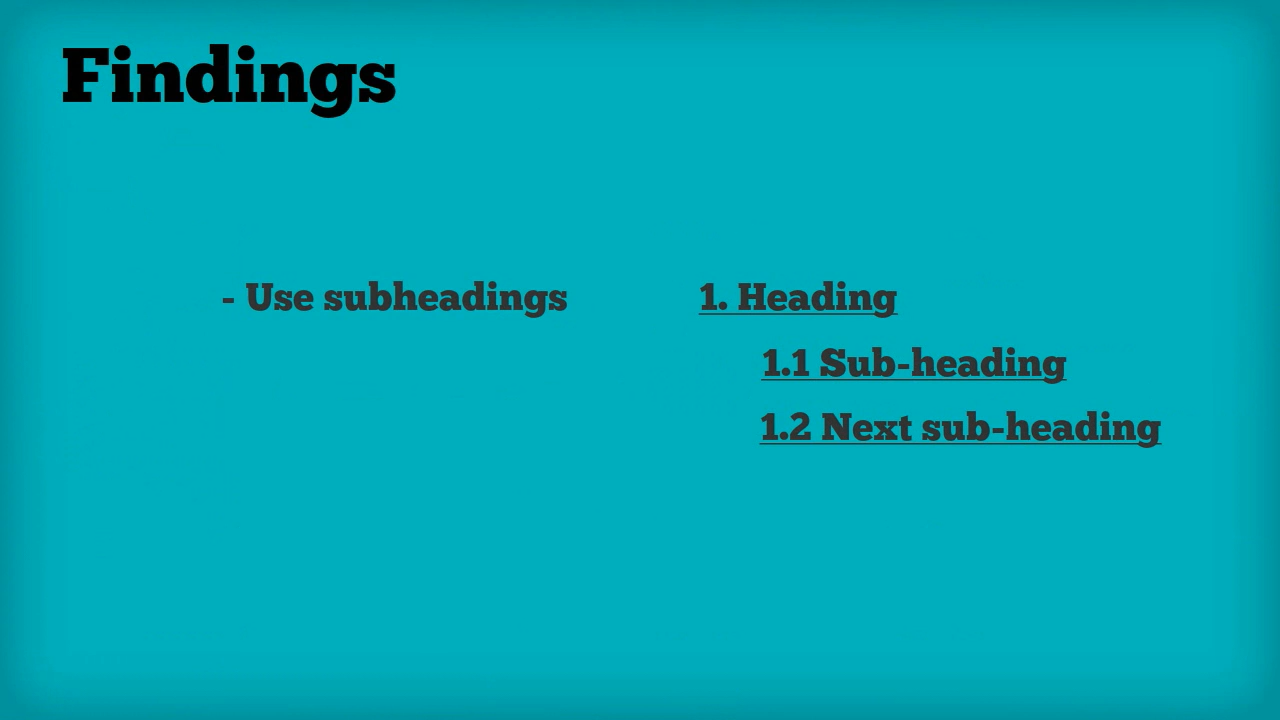 Findings
- Use subheadings
1. Heading
1.1 Sub-heading
1.2 Next sub-heading